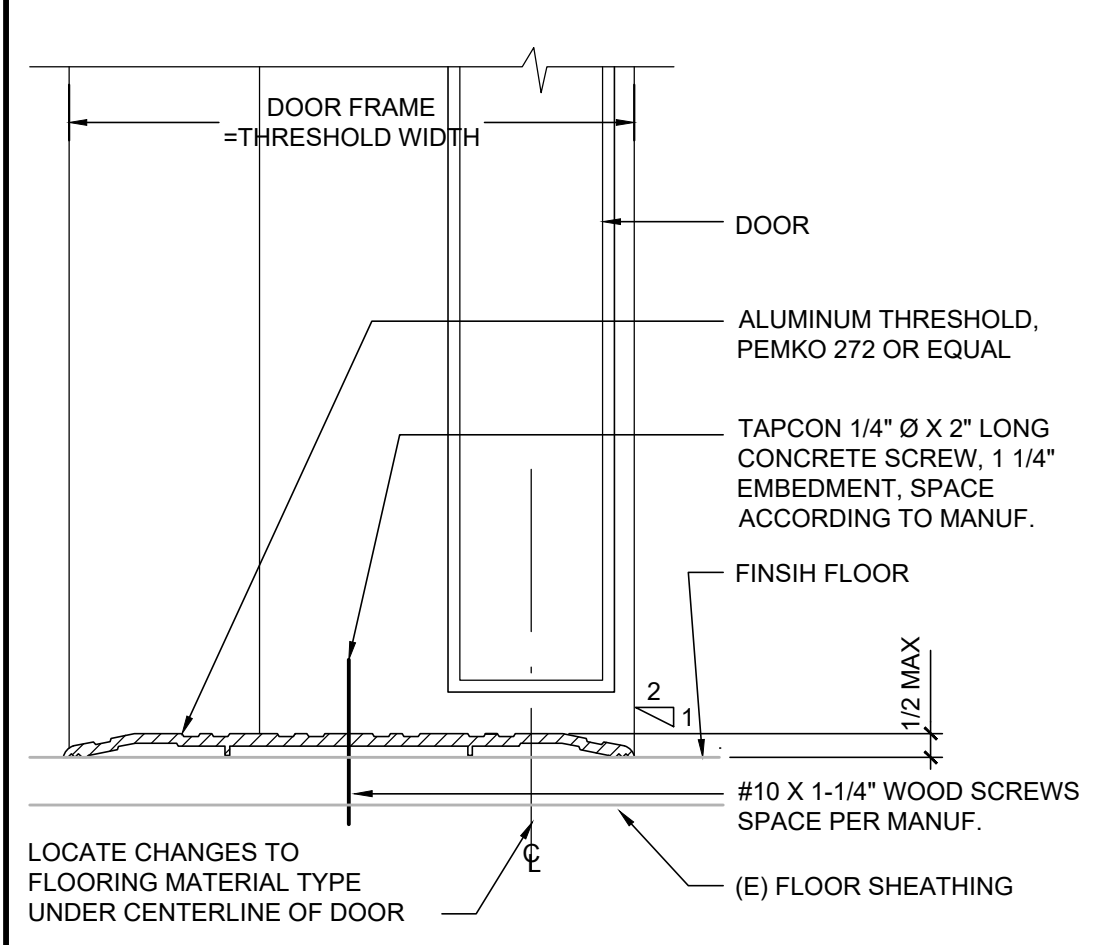 DOOR FRAME
=THRESHOLD WIDTH
DOOR
ALUMINUM THRESHOLD,
PEMKO 272 OR EQUAL
TAPCON 1/4" Ø X 2" LONG
CONCRETE SCREW, 1 1/4"
EMBEDMENT, SPACE
ACCORDING TO MANUF.
FINSIH FLOOR
2
1
1/2 MAX
#10 X 1-1/4" WOOD SCREWS
SPACE PER MANUF.
LOCATE CHANGES TO
FLOORING MATERIAL TYPE
UNDER CENTERLINE OF DOOR
℄
(E) FLOOR SHEATHING